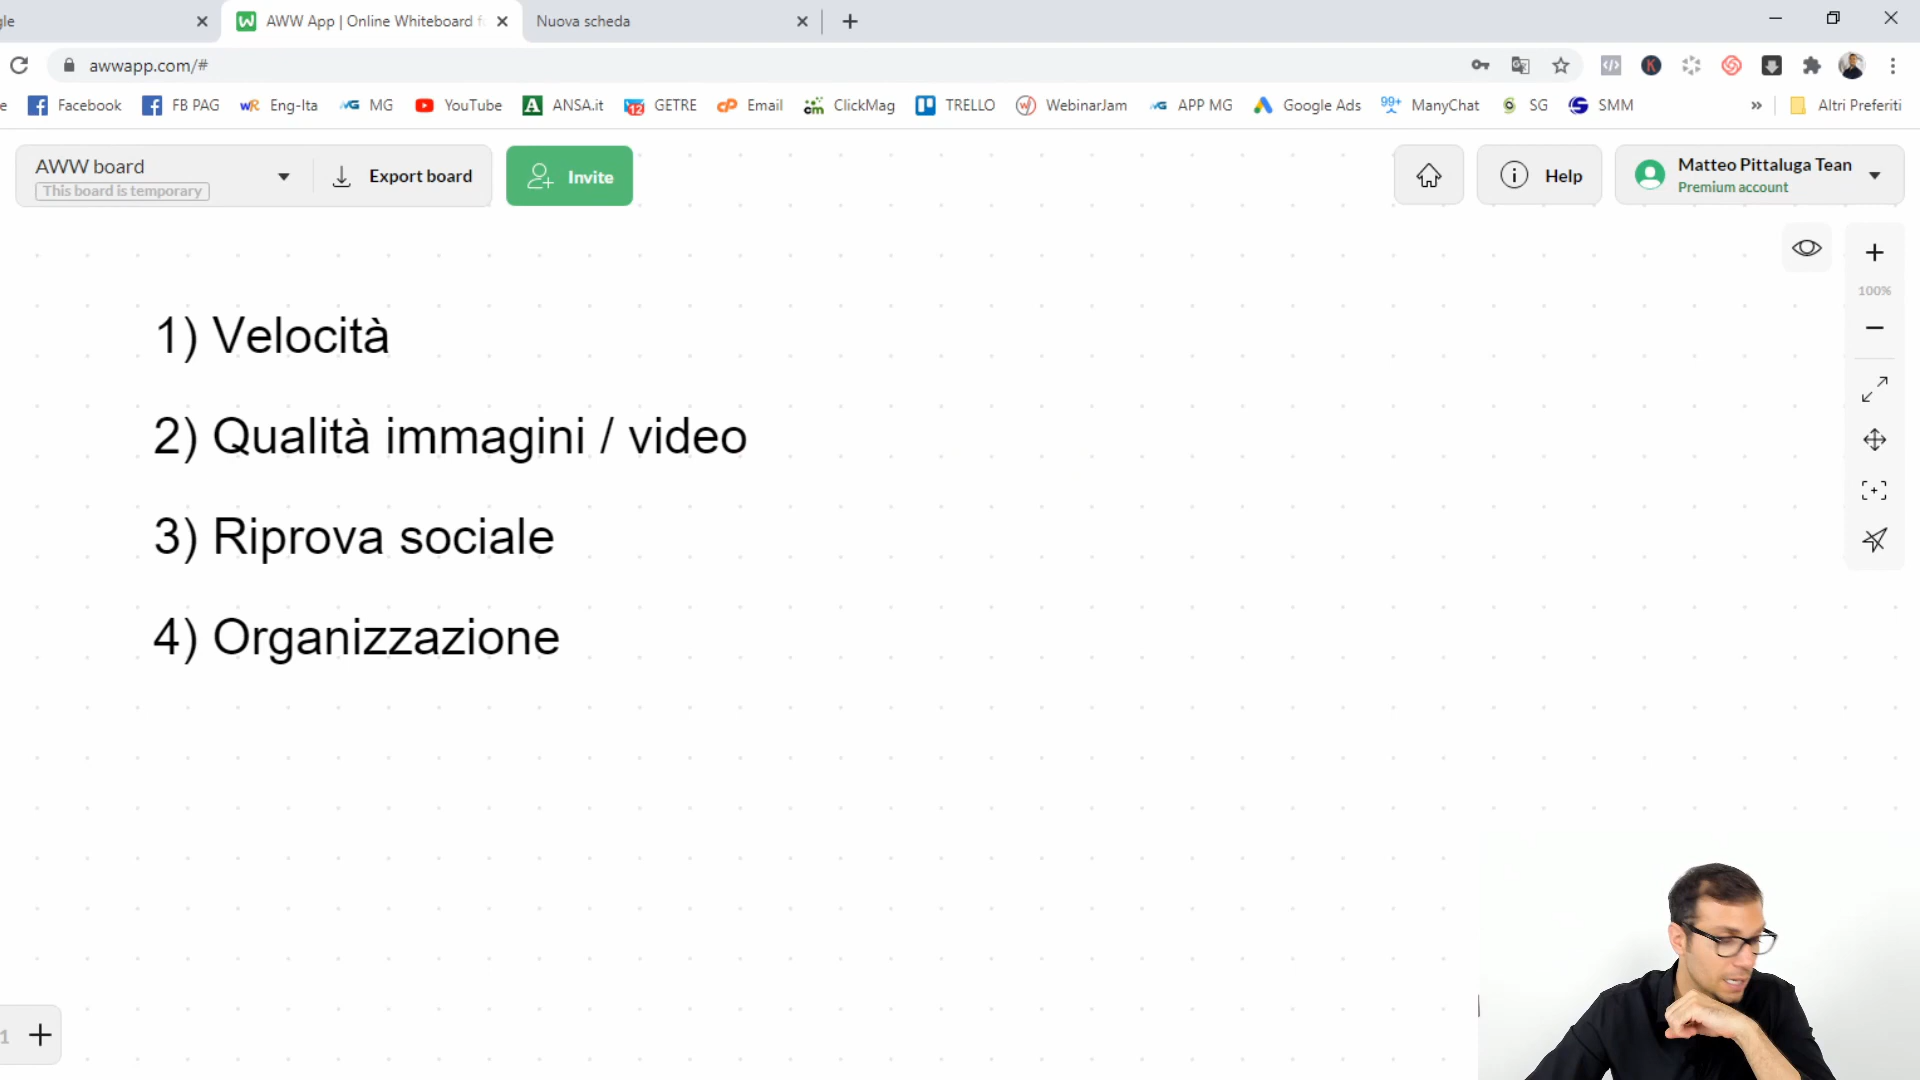 gle
AWW App | Online Whiteboard f
Nuova scheda
awwapp.com/#
e Facebook FB PAG Eng-Ita MG YouTube ANSA.it GETRE Email ClickMag TRELLO WebinarJam APP MG Google Ads ManyChat SG SMM » Altri Preferiti
AWW board
This board is temporary
Export board
Invite
Help
Matteo Pittaluga Tean
Premium account
100%
1) Velocità
2) Qualità immagini / video
3) Riprova sociale
4) Organizzazione
1